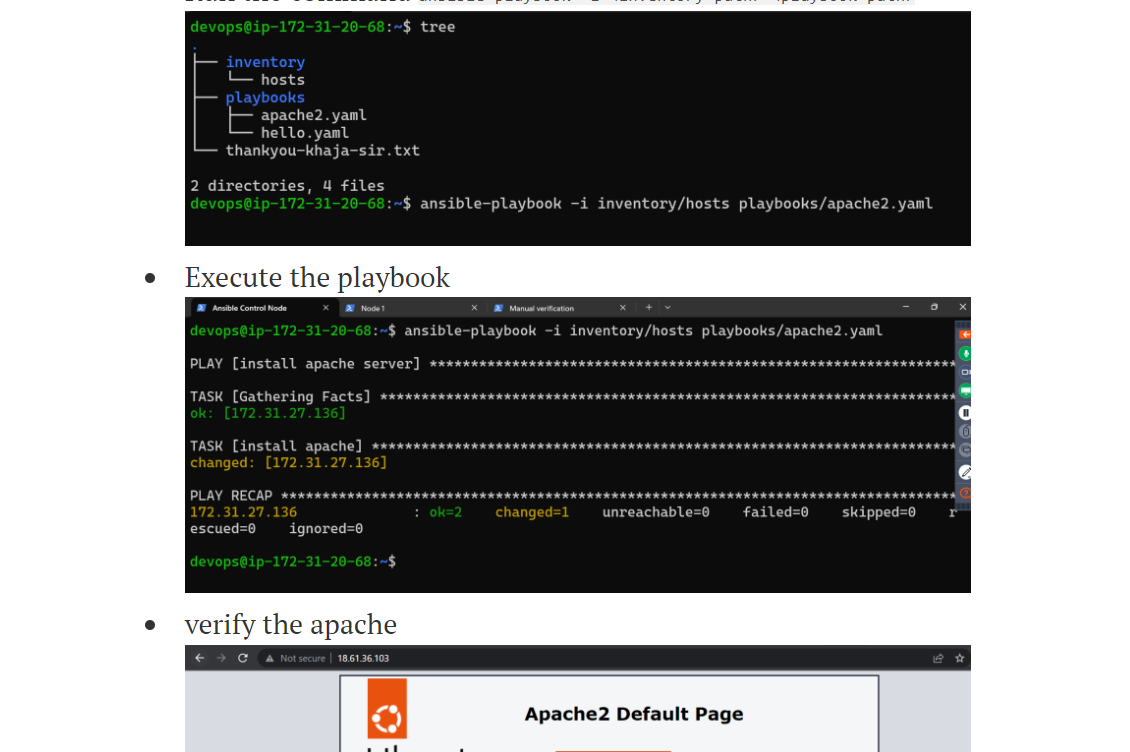 devops@ip-172-31-20-68:~$ tree
.
├── inventory
│   └── hosts
├── playbooks
│   ├── apache2.yaml
│   └── hello.yaml
└── thankyou-khaja-sir.txt
2 directories, 4 files
devops@ip-172-31-20-68:~$ ansible-playbook -i inventory/hosts playbooks/apache2.yaml
• Execute the playbook
Ansible Control Node Node 1 Manual verification
devops@ip-172-31-20-68:~$ ansible-playbook -i inventory/hosts playbooks/apache2.yaml
PLAY [install apache server] ****************************************************************
TASK [Gathering Facts] **********************************************************************
ok: [172.31.27.136]
TASK [install apache] ***********************************************************************
changed: [172.31.27.136]
PLAY RECAP **********************************************************************************
172.31.27.136 : ok=2 changed=1 unreachable=0 failed=0 skipped=0 r
escued=0 ignored=0
devops@ip-172-31-20-68:~$
• verify the apache
Not secure | 18.61.36.103
Apache2 Default Page